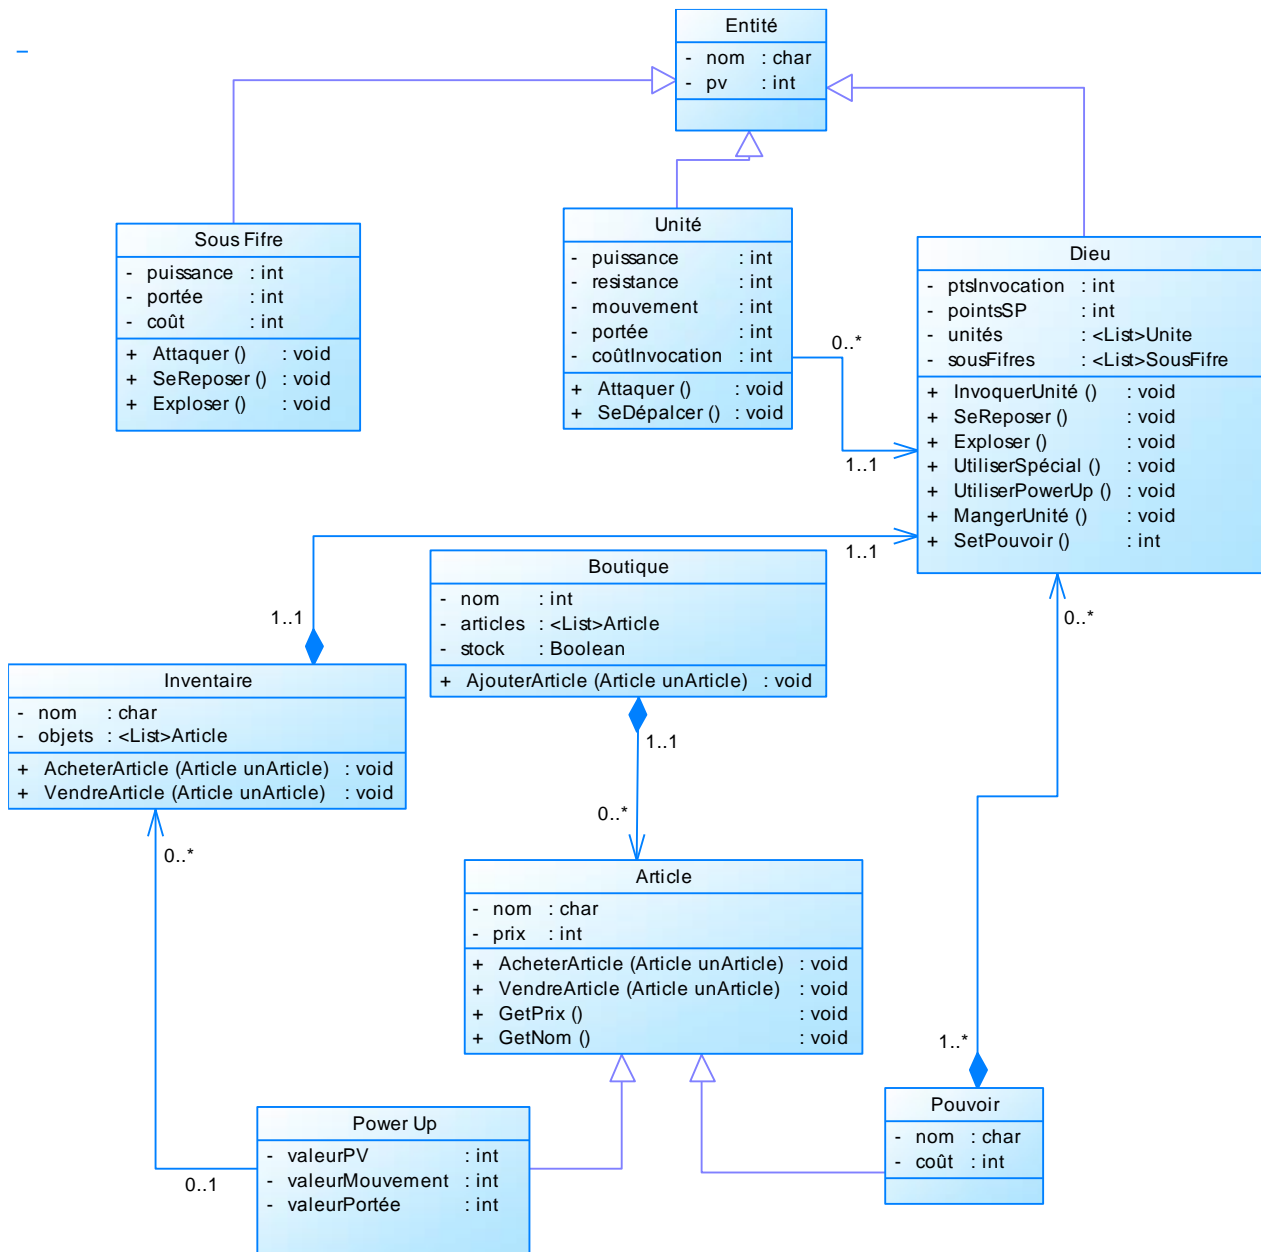 Entité
- nom : char
- pv : int
Sous Fifre
- puissance : int
- portée : int
- coût : int
+ Attaquer () : void
+ SeReposer () : void
+ Exploser () : void
Unité
- puissance : int
- resistance : int
- mouvement : int
- portée : int
- coûtInvocation : int
+ Attaquer () : void
+ SeDépalcer () : void
Dieu
- ptsInvocation : int
- pointsSP : int
- unités : <List>Unite
- sousFifres : <List>SousFifre
+ InvoquerUnité () : void
+ SeReposer () : void
+ Exploser () : void
+ UtiliserSpécial () : void
+ UtiliserPowerUp () : void
+ MangerUnité () : void
+ SetPouvoir () : int
0..*
1..1
1..1
1..1
Boutique
- nom : int
- articles : <List>Article
- stock : Boolean
+ AjouterArticle (Article unArticle) : void
0..*
Inventaire
- nom : char
- objets : <List>Article
+ AcheterArticle (Article unArticle) : void
+ VendreArticle (Article unArticle) : void
1..1
0..*
0..*
Article
- nom : char
- prix : int
+ AcheterArticle (Article unArticle) : void
+ VendreArticle (Article unArticle) : void
+ GetPrix () : void
+ GetNom () : void
1..*
Pouvoir
- nom : char
- coût : int
Power Up
- valeurPV : int
- valeurMouvement : int
- valeurPortée : int
0..1